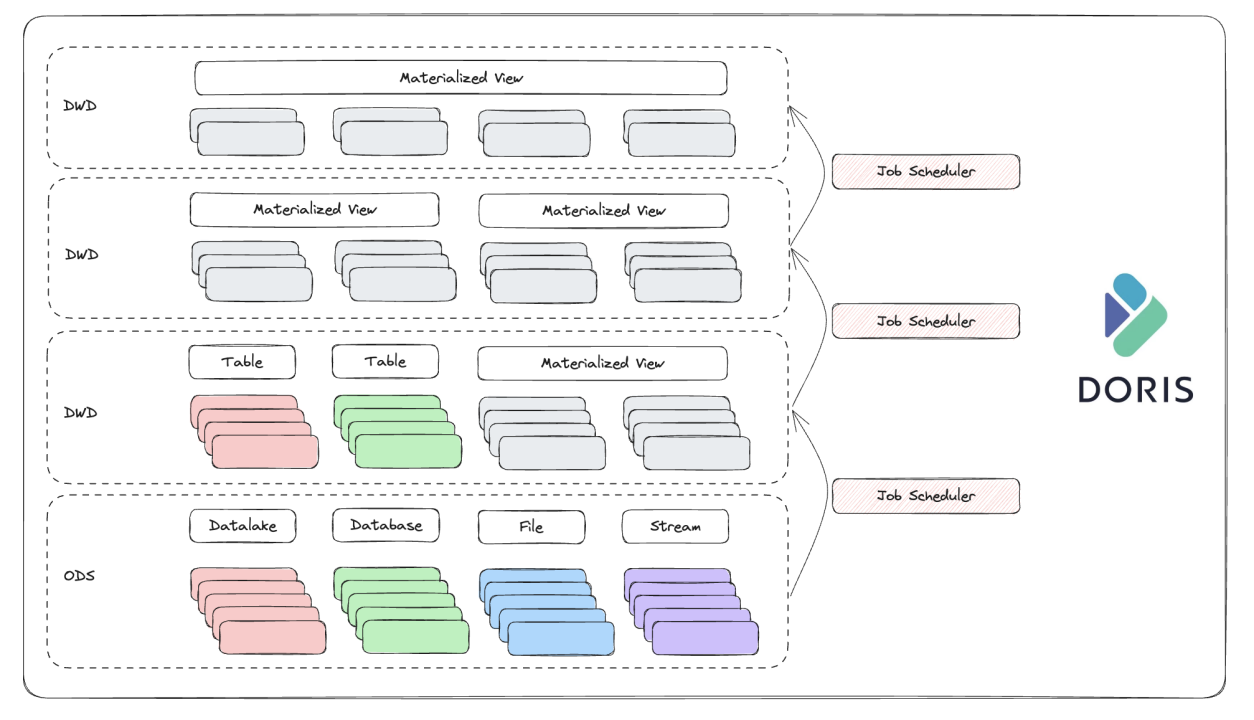 Materialized View
DWD
Job Scheduler
Materialized View
Materialized View
DWD
Job Scheduler
DORIS
Table
Table
Materialized View
DWD
Job Scheduler
Datalake
Database
File
Stream
ODS